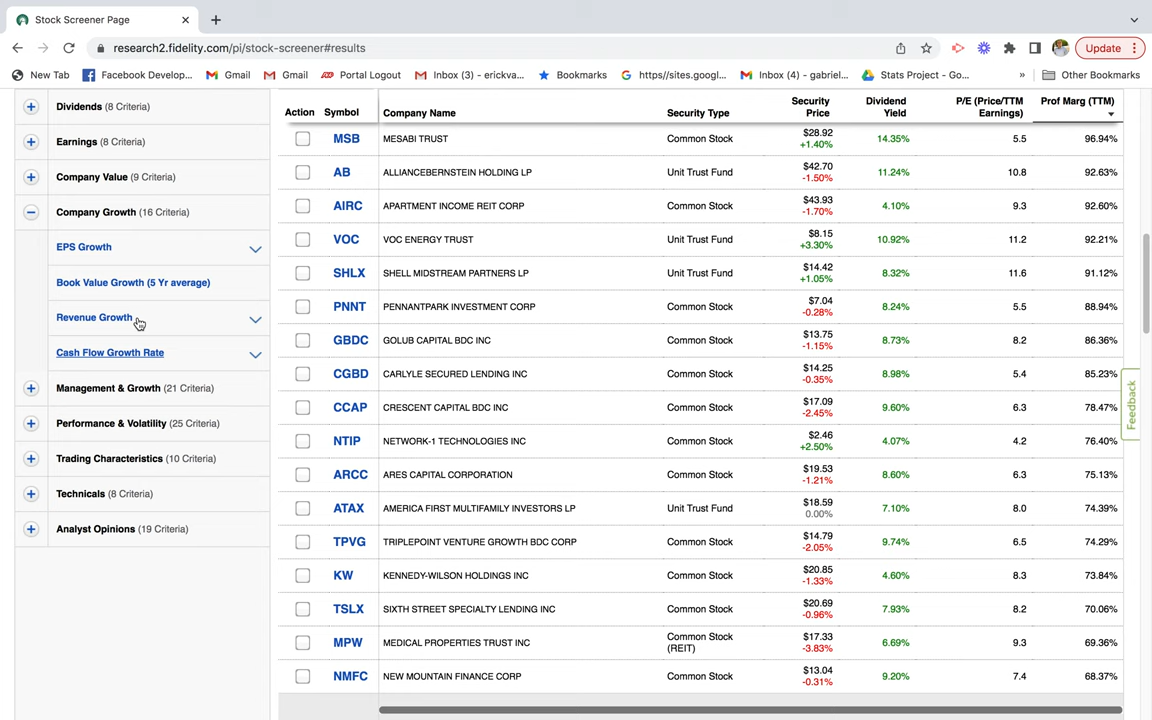 Stock Screener Page
research2.fidelity.com/pi/stock-screener#results
Update
New Tab
Facebook Develop...
Gmail
Gmail
Portal Logout
Inbox (3) - erickva...
Bookmarks
https//sites.googl...
Inbox (4) - gabriel...
Stats Project - Go...
»
Other Bookmarks
Dividends (8 Criteria)
Earnings (8 Criteria)
Company Value (9 Criteria)
Company Growth (16 Criteria)
EPS Growth
Book Value Growth (5 Yr average)
Revenue Growth
Cash Flow Growth Rate
Management & Growth (21 Criteria)
Performance & Volatility (25 Criteria)
Trading Characteristics (10 Criteria)
Technicals (8 Criteria)
Analyst Opinions (19 Criteria)
Action Symbol Company Name Security Type Security Price Dividend Yield P/E (Price/TTM Earnings) Prof Marg (TTM)
MSB MESABI TRUST Common Stock $28.92 +1.40% 14.35% 5.5 96.94%
AB ALLIANCEBERNSTEIN HOLDING LP Unit Trust Fund $42.70 -1.50% 11.24% 10.8 92.63%
AIRC APARTMENT INCOME REIT CORP Common Stock $43.93 -1.70% 4.10% 9.3 92.60%
VOC VOC ENERGY TRUST Unit Trust Fund $8.15 +3.30% 10.92% 11.2 92.21%
SHLX SHELL MIDSTREAM PARTNERS LP Unit Trust Fund $14.42 +1.05% 8.32% 11.6 91.12%
PNNT PENNANTPARK INVESTMENT CORP Common Stock $7.04 -0.28% 8.24% 5.5 88.94%
GBDC GOLUB CAPITAL BDC INC Common Stock $13.75 -1.15% 8.73% 8.2 86.36%
CGBD CARLYLE SECURED LENDING INC Common Stock $14.25 -0.35% 8.98% 5.4 85.23%
CCAP CRESCENT CAPITAL BDC INC Common Stock $17.09 -2.45% 9.60% 6.3 78.47%
NTIP NETWORK-1 TECHNOLOGIES INC Common Stock $2.46 +2.50% 4.07% 4.2 76.40%
ARCC ARES CAPITAL CORPORATION Common Stock $19.53 -1.21% 8.60% 6.3 75.13%
ATAX AMERICA FIRST MULTIFAMILY INVESTORS LP Unit Trust Fund $18.59 0.00% 7.10% 8.0 74.39%
TPVG TRIPLEPOINT VENTURE GROWTH BDC CORP Common Stock $14.79 -2.05% 9.74% 6.5 74.29%
KW KENNEDY-WILSON HOLDINGS INC Common Stock $20.85 -1.33% 4.60% 8.3 73.84%
TSLX SIXTH STREET SPECIALTY LENDING INC Common Stock $20.69 -0.96% 7.93% 8.2 70.06%
MPW MEDICAL PROPERTIES TRUST INC Common Stock (REIT) $17.33 -3.83% 6.69% 9.3 69.36%
NMFC NEW MOUNTAIN FINANCE CORP Common Stock $13.04 -0.31% 9.20% 7.4 68.37%
Feedback